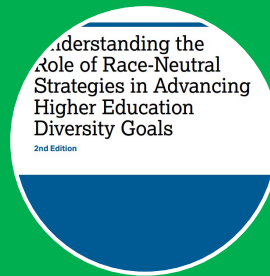 Understanding the
Role of Race-Neutral
Strategies in Advancing
Higher Education
Diversity Goals
2nd Edition